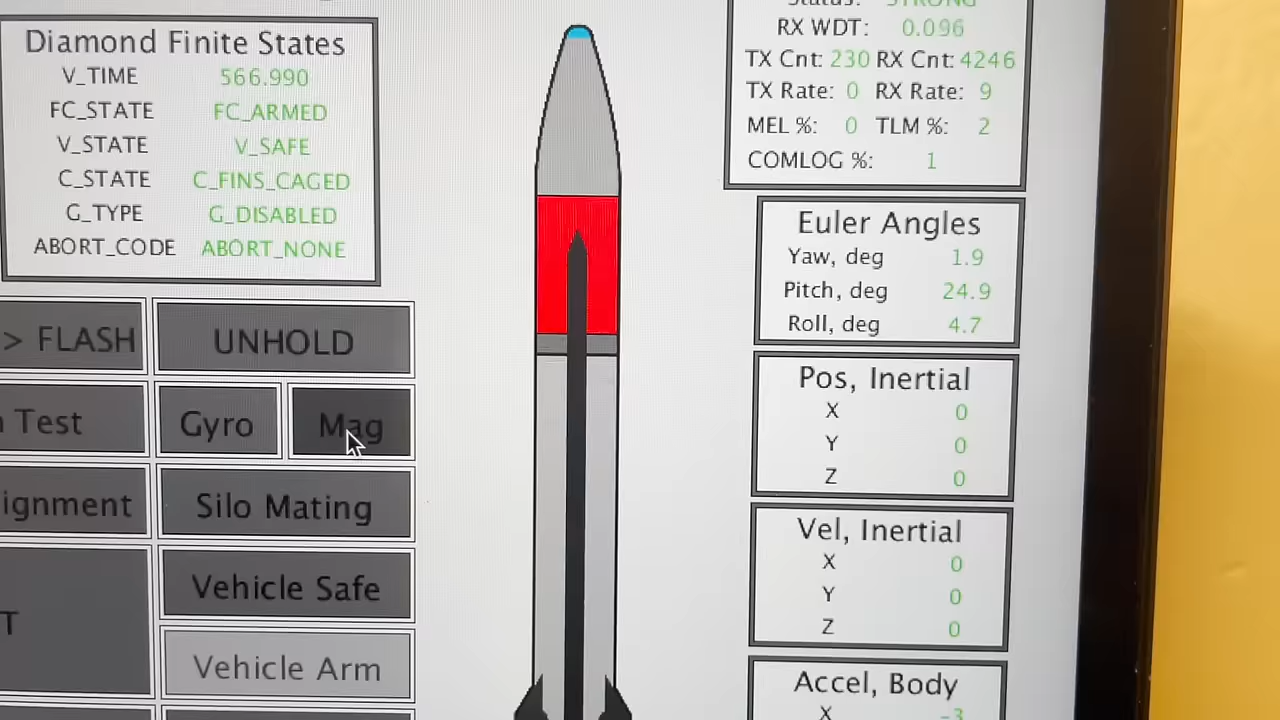 Diamond Finite States
V_TIME 566.990
FC_STATE FC_ARMED
V_STATE V_SAFE
C_STATE C_FINS_CAGED
G_TYPE G_DISABLED
ABORT_CODE ABORT_NONE
> FLASH UNHOLD
Test Gyro Mag
ignment Silo Mating
Vehicle Safe
T
Vehicle Arm
Status: STRONG
RX WDT: 0.096
TX Cnt: 230 RX Cnt: 4246
TX Rate: 0 RX Rate: 9
MEL %: 0 TLM %: 2
COMLOG %: 1
Euler Angles
Yaw, deg 1.9
Pitch, deg 24.9
Roll, deg 4.7
Pos, Inertial
X 0
Y 0
Z 0
Vel, Inertial
X 0
Y 0
Z 0
Accel, Body
X -3